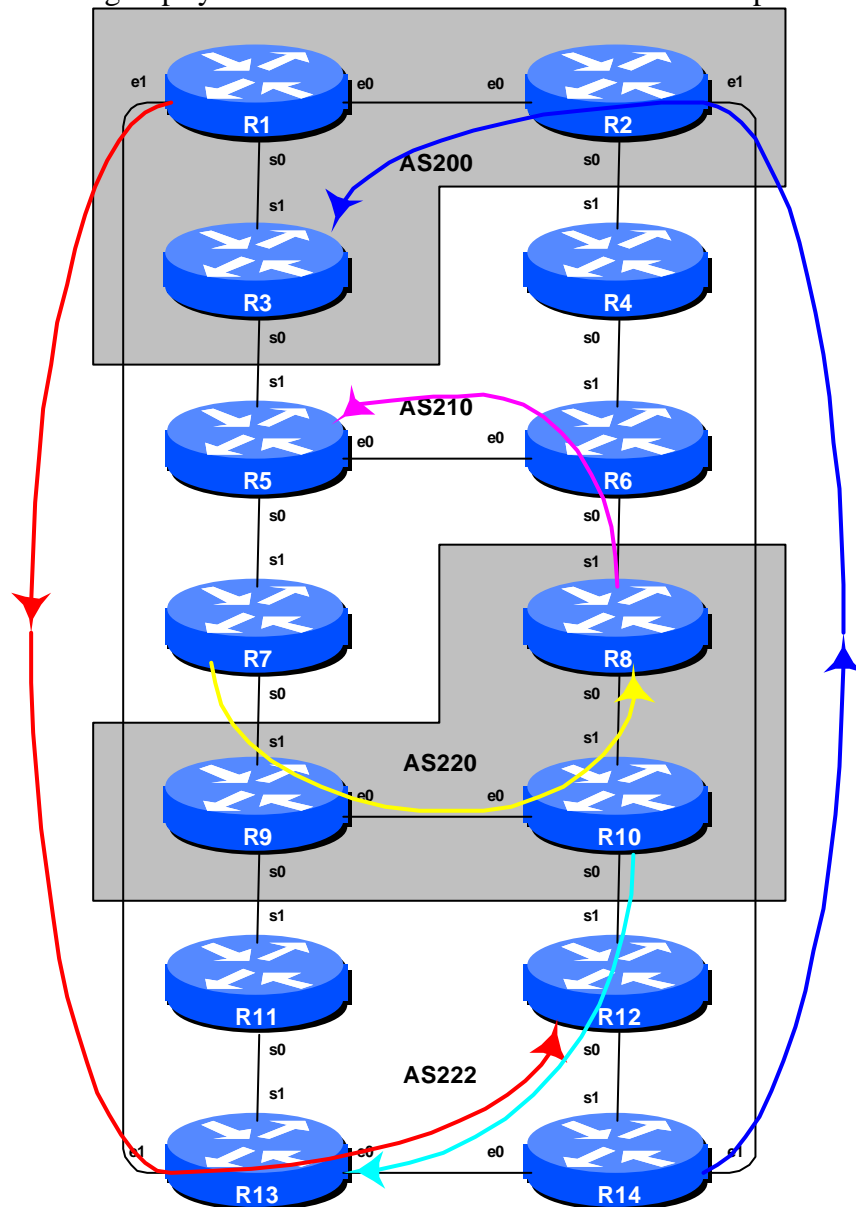 e1 e0 e0 e1
R1 R2
s0 AS200 s0
s1 s1
R3 R4
s0 s0
s1 AS210 s1
e0 e0
R5 R6
s0 s0
s1 s1
R7 R8
s0 s0
s1 AS220 s1
e0 e0
R9 R10
s0 s0
s1 s1
R11 R12
s0 AS222 s0
s1 s1
e1 e0 e0 e1
R13 R14